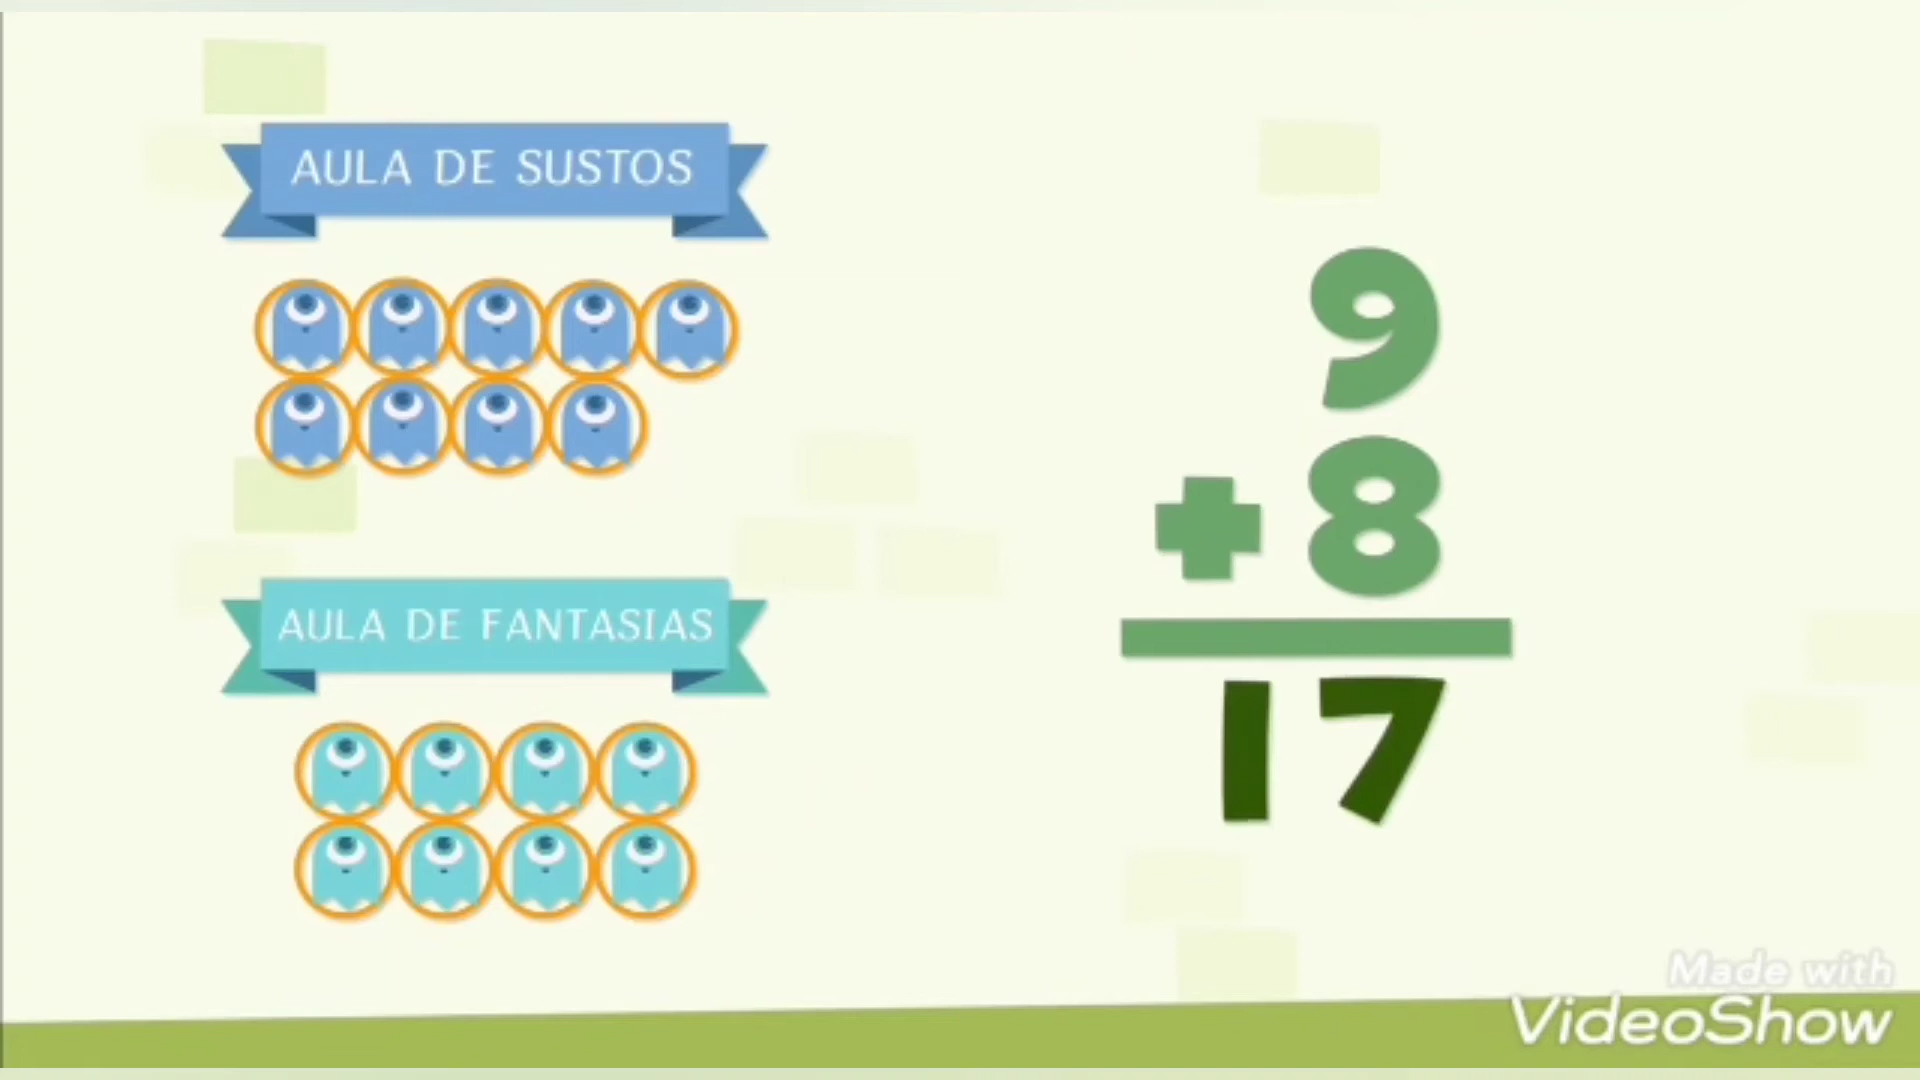 AULA DE SUSTOS
AULA DE FANTASIAS
9
+ 8
17
Made with
VideoShow